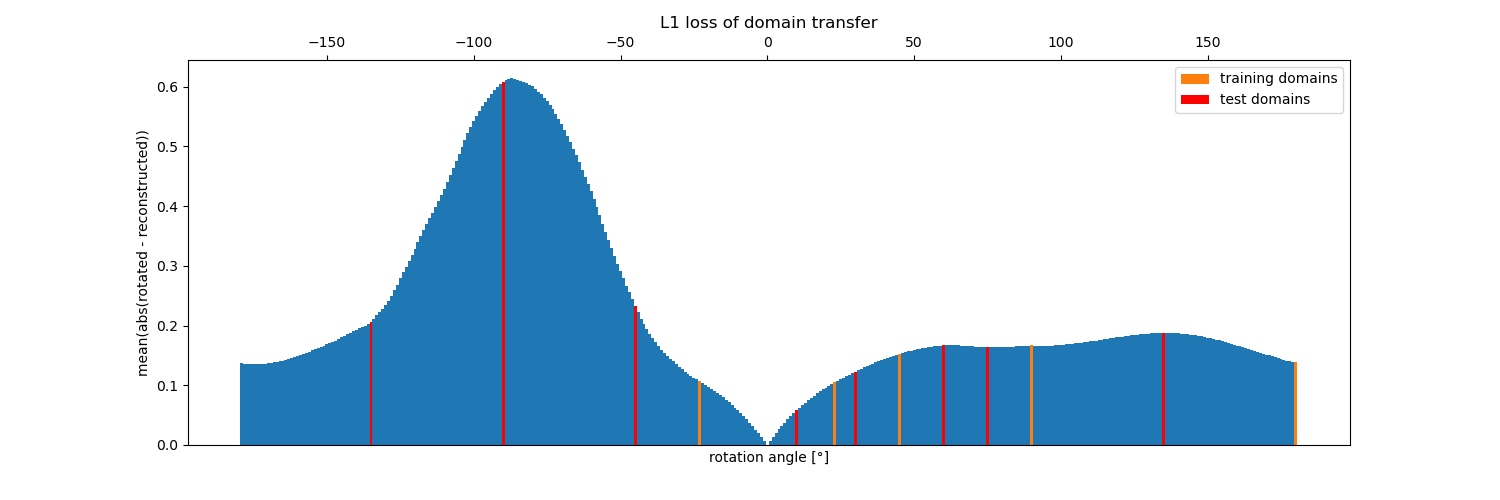 L1 loss of domain transfer
−150 −100 −50 0 50 100 150
training domains
test domains
0.6
0.5
0.4
0.3
0.2
0.1
0.0
mean(abs(rotated - reconstructed))
rotation angle [°]